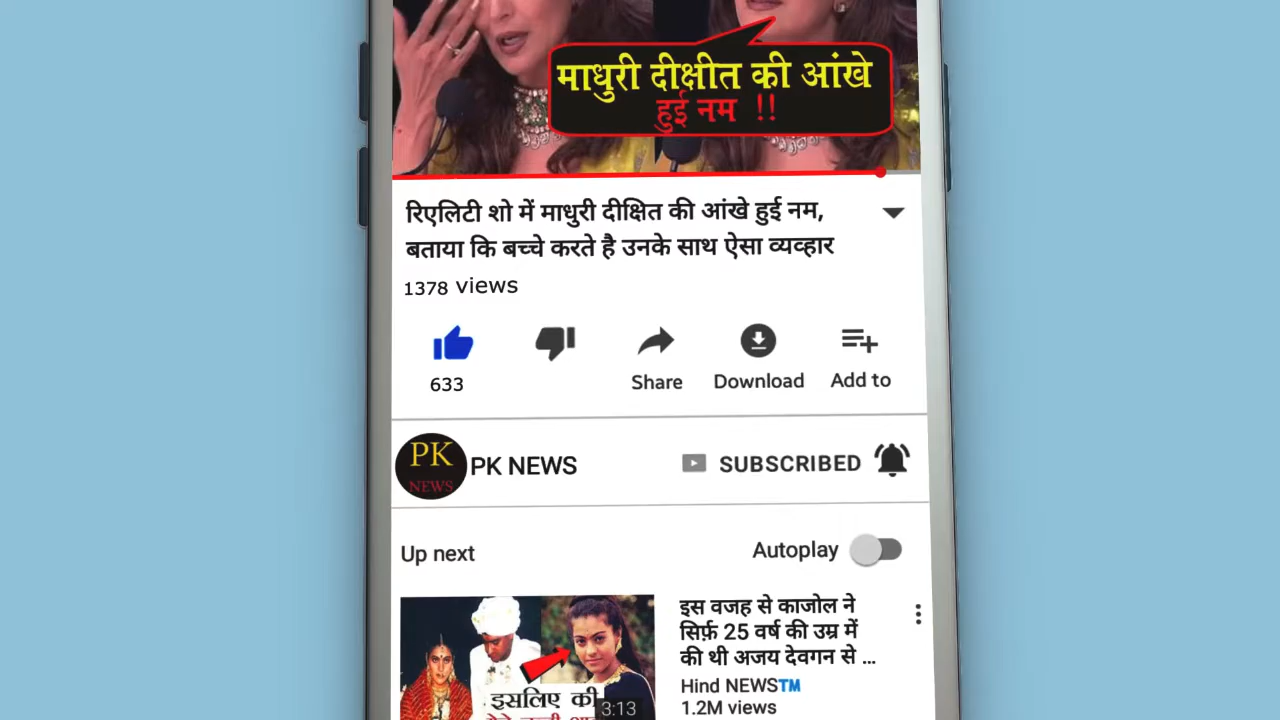 माधुरी दीक्षीत की आंखे
हुई नम !!
रिएलिटी शो में माधुरी दीक्षित की आंखे हुई नम,
बताया कि बच्चे करते है उनके साथ ऐसा व्यव्हार
1378 views
633
Share
Download
Add to
PK
NEWS
PK NEWS
SUBSCRIBED
Up next
Autoplay
इस वजह से काजोल ने
सिर्फ़ 25 वर्ष की उम्र में
की थी अजय देवगन से ...
Hind NEWS™
1.2M views
इसलिए की
3:13